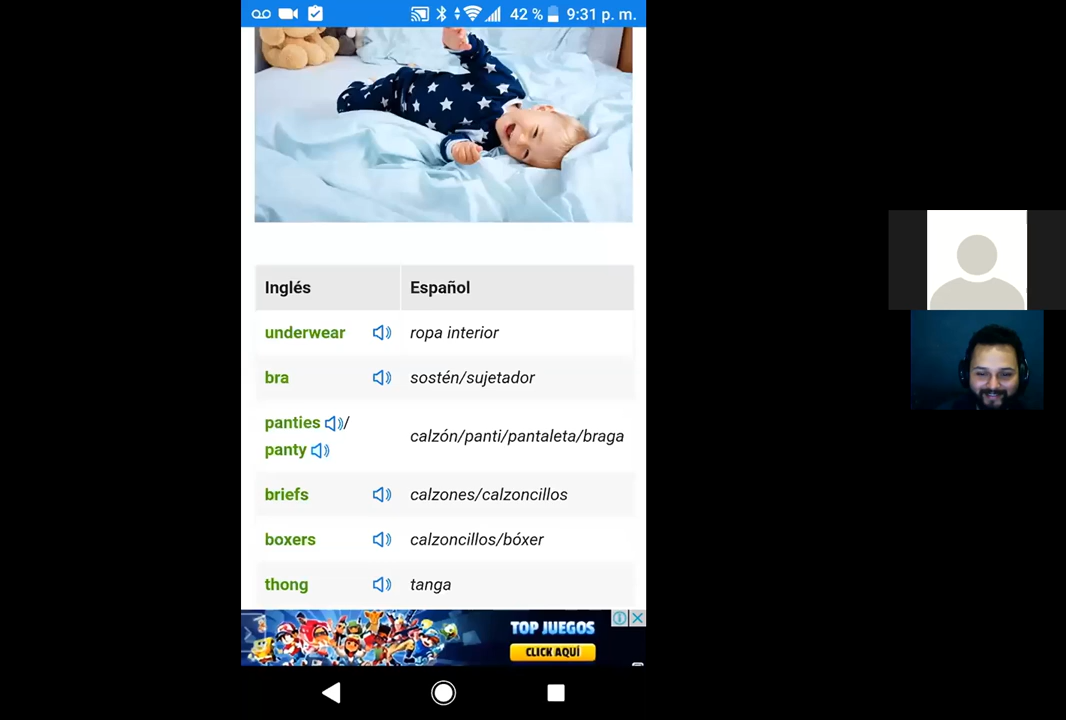 42 % 9:31 p. m.
Inglés Español
underwear ropa interior
bra sostén/sujetador
panties /
panty
calzón/panti/pantaleta/braga
briefs calzones/calzoncillos
boxers calzoncillos/bóxer
thong tanga
TOP JUEGOS
CLICK AQUÍ